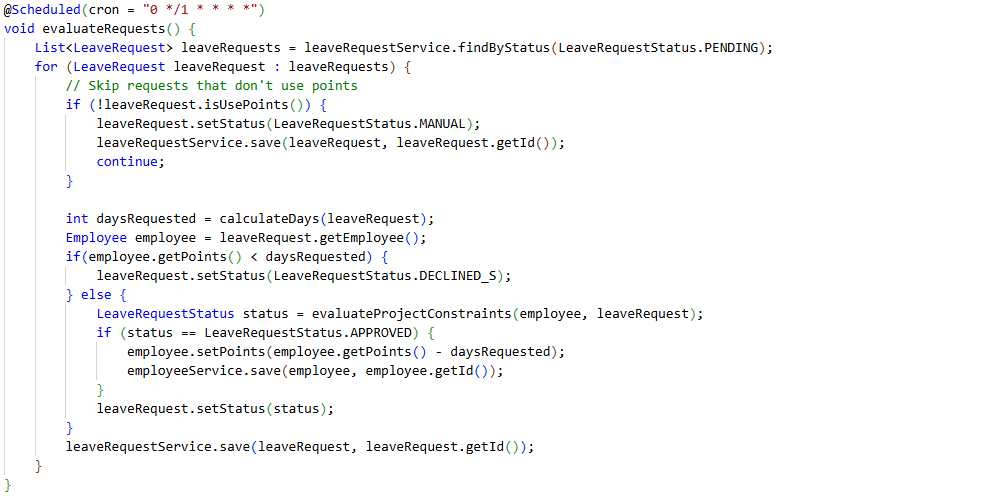 @Scheduled(cron = "0 */1 * * * *")
void evaluateRequests() {
    List<LeaveRequest> leaveRequests = leaveRequestService.findByStatus(LeaveRequestStatus.PENDING);
    for (LeaveRequest leaveRequest : leaveRequests) {
        // Skip requests that don't use points
        if (!leaveRequest.isUsePoints()) {
            leaveRequest.setStatus(LeaveRequestStatus.MANUAL);
            leaveRequestService.save(leaveRequest, leaveRequest.getId());
            continue;
        }

        int daysRequested = calculateDays(leaveRequest);
        Employee employee = leaveRequest.getEmployee();
        if(employee.getPoints() < daysRequested) {
            leaveRequest.setStatus(LeaveRequestStatus.DECLINED_S);
        } else {
            LeaveRequestStatus status = evaluateProjectConstraints(employee, leaveRequest);
            if (status == LeaveRequestStatus.APPROVED) {
                employee.setPoints(employee.getPoints() - daysRequested);
                employeeService.save(employee, employee.getId());
            }
            leaveRequest.setStatus(status);
        }
        leaveRequestService.save(leaveRequest, leaveRequest.getId());
    }
}